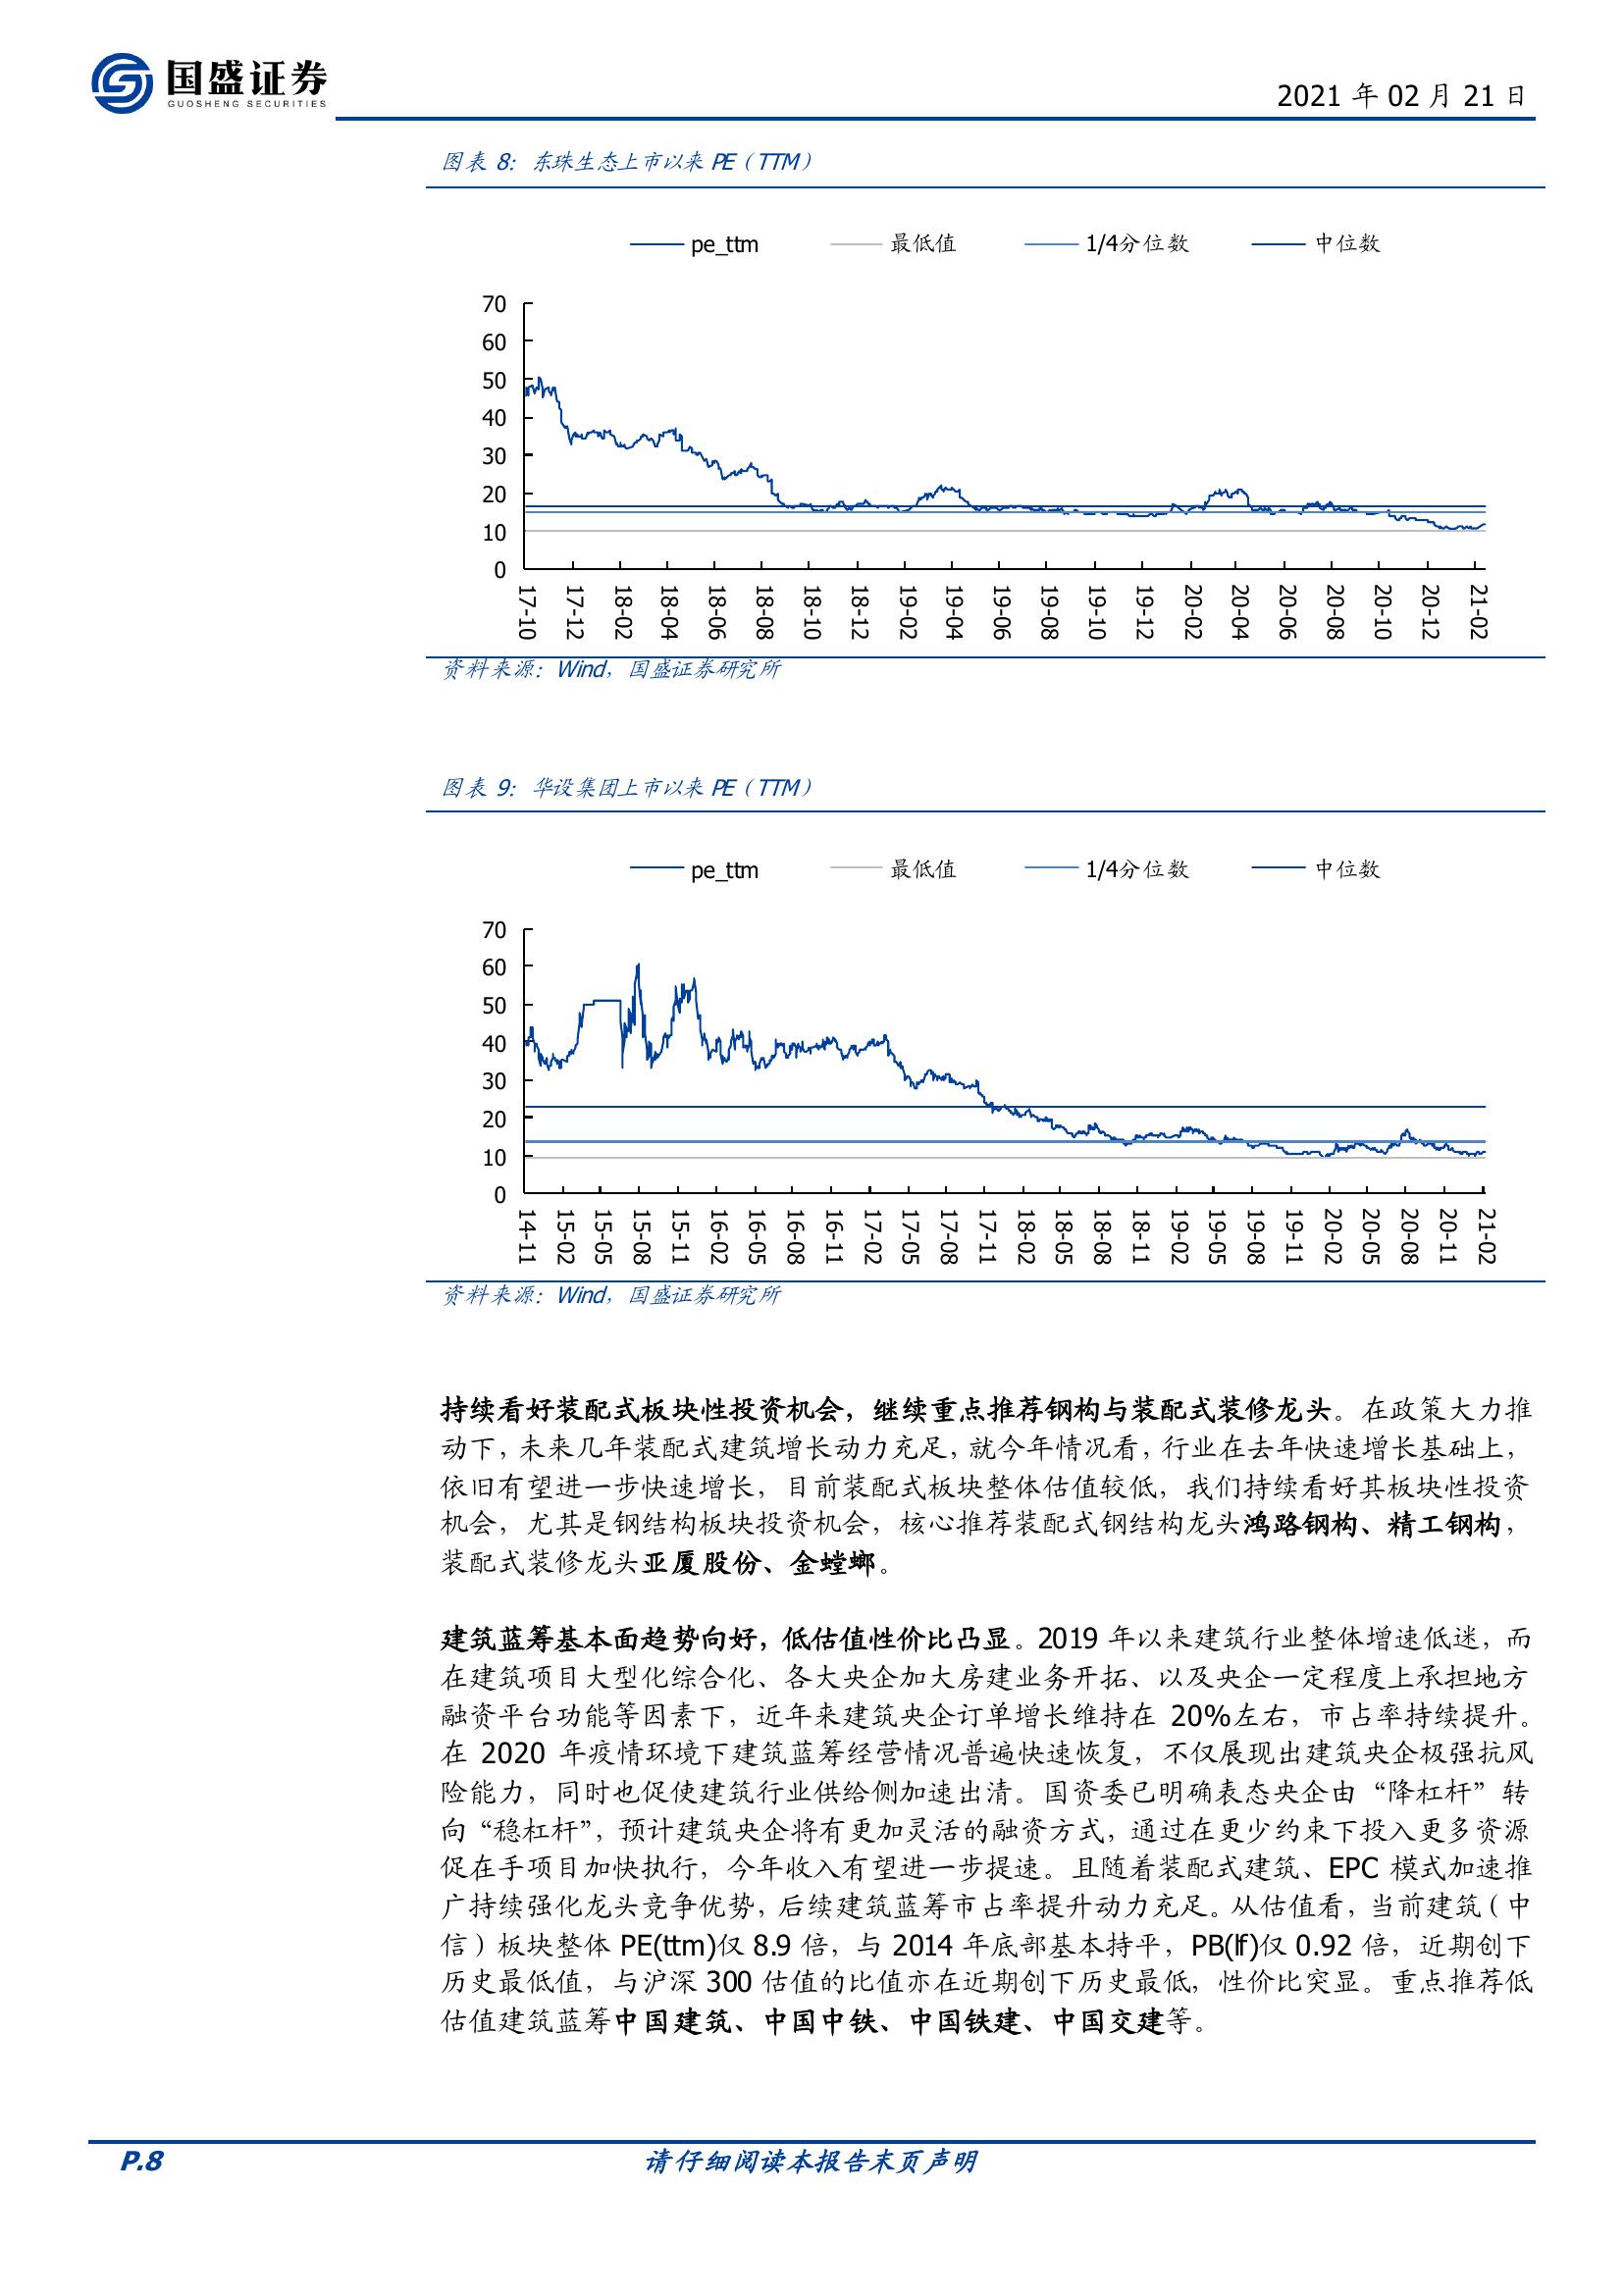 国盛证券
GUOSHENG SECURITIES
2021 年 02 月 21 日
图表 8：东珠生态上市以来 PE（TTM）
pe_ttm 最低值 1/4分位数 中位数
70
60
50
40
30
20
10
0
17-10 17-12 18-02 18-04 18-06 18-08 18-10 18-12 19-02 19-04 19-06 19-08 19-10 19-12 20-02 20-04 20-06 20-08 20-10 20-12 21-02
资料来源：Wind，国盛证券研究所
图表 9：华设集团上市以来 PE（TTM）
pe_ttm 最低值 1/4分位数 中位数
70
60
50
40
30
20
10
0
14-11 15-02 15-05 15-08 15-11 16-02 16-05 16-08 16-11 17-02 17-05 17-08 17-11 18-02 18-05 18-08 18-11 19-02 19-05 19-08 19-11 20-02 20-05 20-08 20-11 21-02
资料来源：Wind，国盛证券研究所
持续看好装配式板块性投资机会，继续重点推荐钢构与装配式装修龙头。在政策大力推
动下，未来几年装配式建筑增长动力充足，就今年情况看，行业在去年快速增长基础上，
依旧有望进一步快速增长，目前装配式板块整体估值较低，我们持续看好其板块性投资
机会，尤其是钢结构板块投资机会，核心推荐装配式钢结构龙头鸿路钢构、精工钢构，
装配式装修龙头亚厦股份、金螳螂。
建筑蓝筹基本面趋势向好，低估值性价比凸显。2019 年以来建筑行业整体增速低迷，而
在建筑项目大型化综合化、各大央企加大房建业务开拓、以及央企一定程度上承担地方
融资平台功能等因素下，近年来建筑央企订单增长维持在 20%左右，市占率持续提升。
在 2020 年疫情环境下建筑蓝筹经营情况普遍快速恢复，不仅展现出建筑央企极强抗风
险能力，同时也促使建筑行业供给侧加速出清。国资委已明确表态央企由“降杠杆”转
向“稳杠杆”，预计建筑央企将有更加灵活的融资方式，通过在更少约束下投入更多资源
促在手项目加快执行，今年收入有望进一步提速。且随着装配式建筑、EPC 模式加速推
广持续强化龙头竞争优势，后续建筑蓝筹市占率提升动力充足。从估值看，当前建筑（中
信）板块整体 PE(ttm)仅 8.9 倍，与 2014 年底部基本持平，PB(lf)仅 0.92 倍，近期创下
历史最低值，与沪深 300 估值的比值亦在近期创下历史最低，性价比突显。重点推荐低
估值建筑蓝筹中国建筑、中国中铁、中国铁建、中国交建等。
P.8
请仔细阅读本报告末页声明